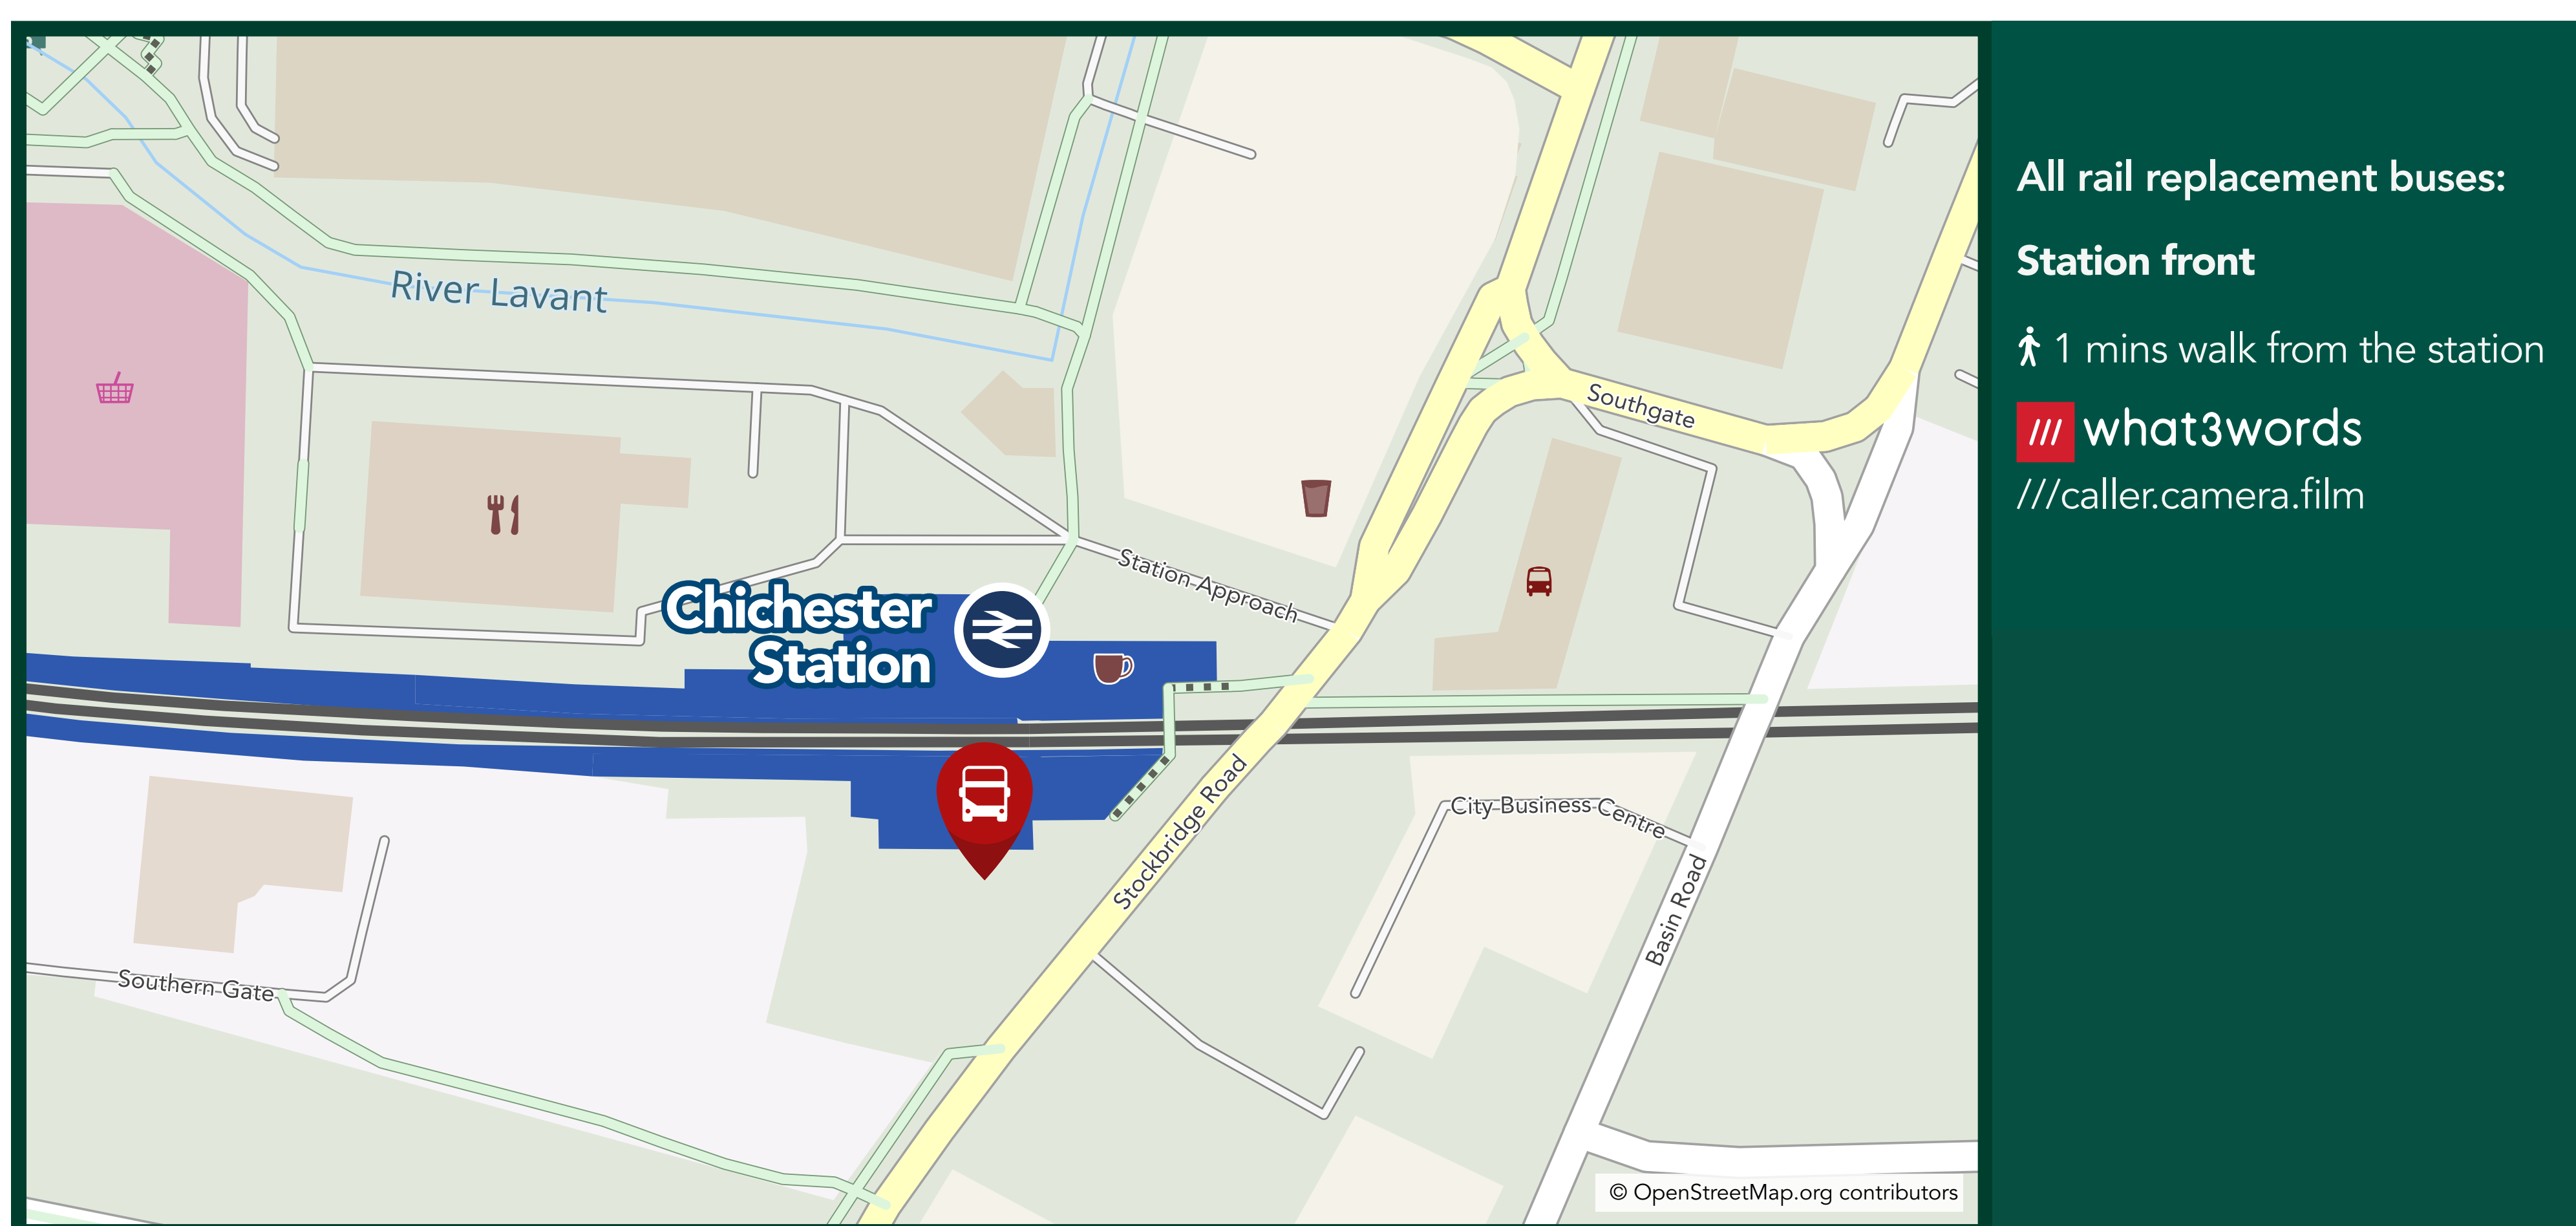 River Lavant
Southgate
Station Approach
Chichester
Station
Stockbridge Road
City Business Centre
Basin Road
Southern Gate
© OpenStreetMap.org contributors
All rail replacement buses:
Station front
1 mins walk from the station
what3words
///caller.camera.film